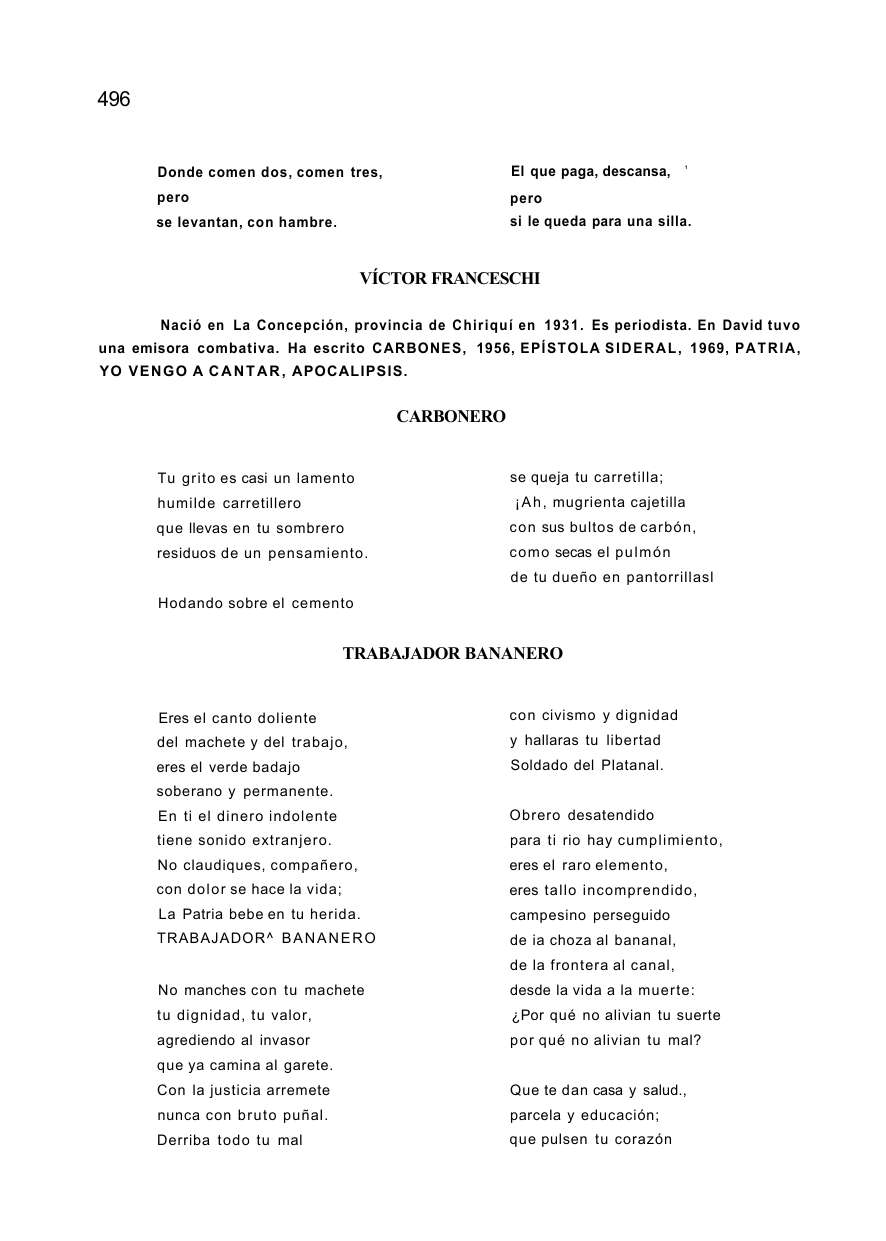 496
Donde comen dos, comen tres,
pero
se levantan, con hambre.
El que paga, descansa, '
pero
si le queda para una silla.
VÍCTOR FRANCESCHI
Nació en La Concepción, provincia de Chiriquí en 1931. Es periodista. En David tuvo
una emisora combativa. Ha escrito CARBONES, 1956, EPÍSTOLA SIDERAL, 1969, PATRIA,
YO VENGO A CANTAR, APOCALIPSIS.
CARBONERO
Tu grito es casi un lamento
humilde carretillero
que llevas en tu sombrero
residuos de un pensamiento.
Hodando sobre el cemento
se queja tu carretilla;
¡Ah, mugrienta cajetilla
con sus bultos de carbón,
como secas el pulmón
de tu dueño en pantorrillasl
TRABAJADOR BANANERO
Eres el canto doliente
del machete y del trabajo,
eres el verde badajo
soberano y permanente.
En ti el dinero indolente
tiene sonido extranjero.
No claudiques, compañero,
con dolor se hace la vida;
La Patria bebe en tu herida.
TRABAJADOR^ BANANERO
No manches con tu machete
tu dignidad, tu valor,
agrediendo al invasor
que ya camina al garete.
Con la justicia arremete
nunca con bruto puñal.
Derriba todo tu mal
con civismo y dignidad
y hallaras tu libertad
Soldado del Platanal.
Obrero desatendido
para ti rio hay cumplimiento,
eres el raro elemento,
eres tallo incomprendido,
campesino perseguido
de ia choza al bananal,
de la frontera al canal,
desde la vida a la muerte:
¿Por qué no alivian tu suerte
por qué no alivian tu mal?
Que te dan casa y salud.,
parcela y educación;
que pulsen tu corazón